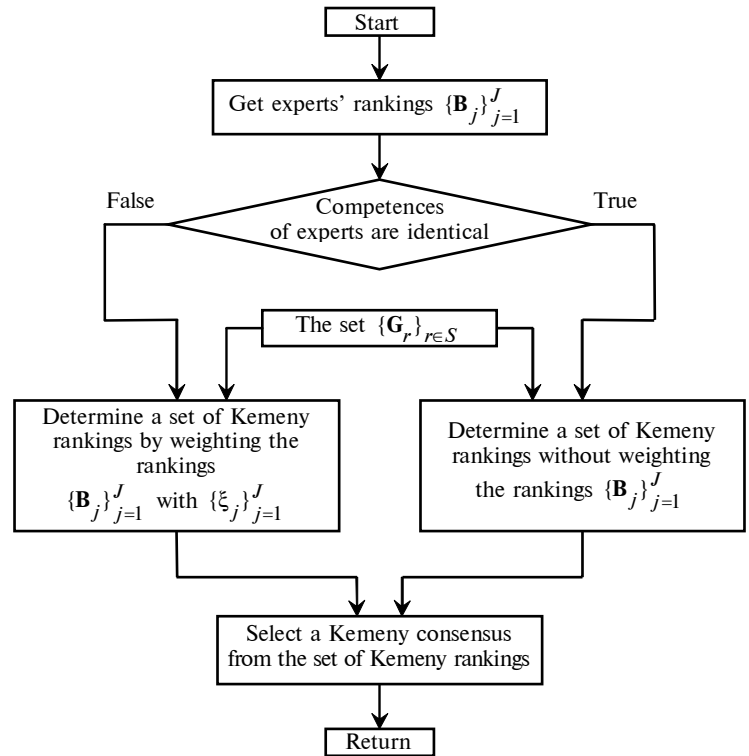 Start
Get experts' rankings {𝐁_j}_{j=1}^J
False
True
Competences
of experts are identical
The set {𝐆_r}_{r∈S}
Determine a set of Kemeny
rankings by weighting the
rankings
{𝐁_j}_{j=1}^J with {ξ_j}_{j=1}^J
Determine a set of Kemeny
rankings without weighting
the rankings {𝐁_j}_{j=1}^J
Select a Kemeny consensus
from the set of Kemeny rankings
Return